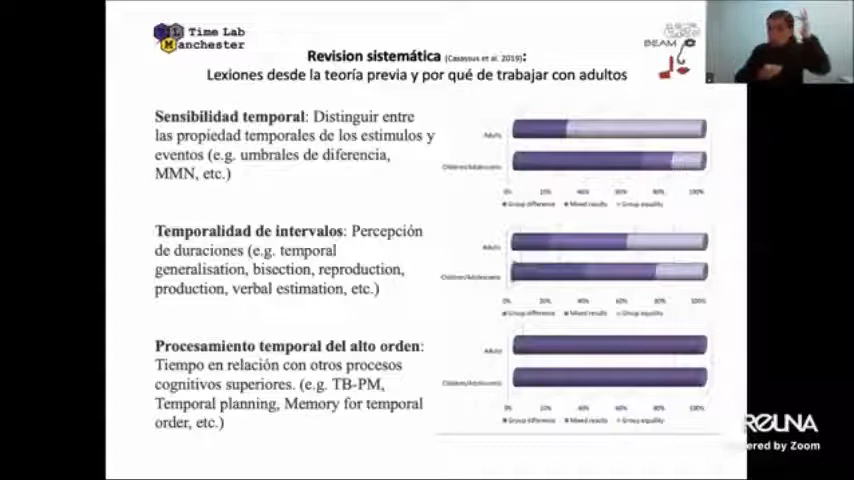 Time Lab
Manchester
BEAM
Revision sistemática (Casassus et al. 2019):
Lexiones desde la teoría previa y por qué de trabajar con adultos
Sensibilidad temporal: Distinguir entre
las propiedad temporales de los estimulos y
eventos (e.g. umbrales de diferencia,
MMN, etc.)
Adults
Children/Adolescents
0% 20% 40% 60% 80% 100%
Group difference Mixed results Group equality
Temporalidad de intervalos: Percepción
de duraciones (e.g. temporal
generalisation, bisection, reproduction,
production, verbal estimation, etc.)
Adults
Children/Adolescents
0% 20% 40% 60% 80% 100%
Group difference Mixed results Group equality
Procesamiento temporal del alto orden:
Tiempo en relación con otros procesos
cognitivos superiores. (e.g. TB-PM,
Temporal planning, Memory for temporal
order, etc.)
Adults
Children/Adolescents
0% 20% 40% 60% 80% 100%
Group difference Mixed results Group equality
REUNA
ered by Zoom